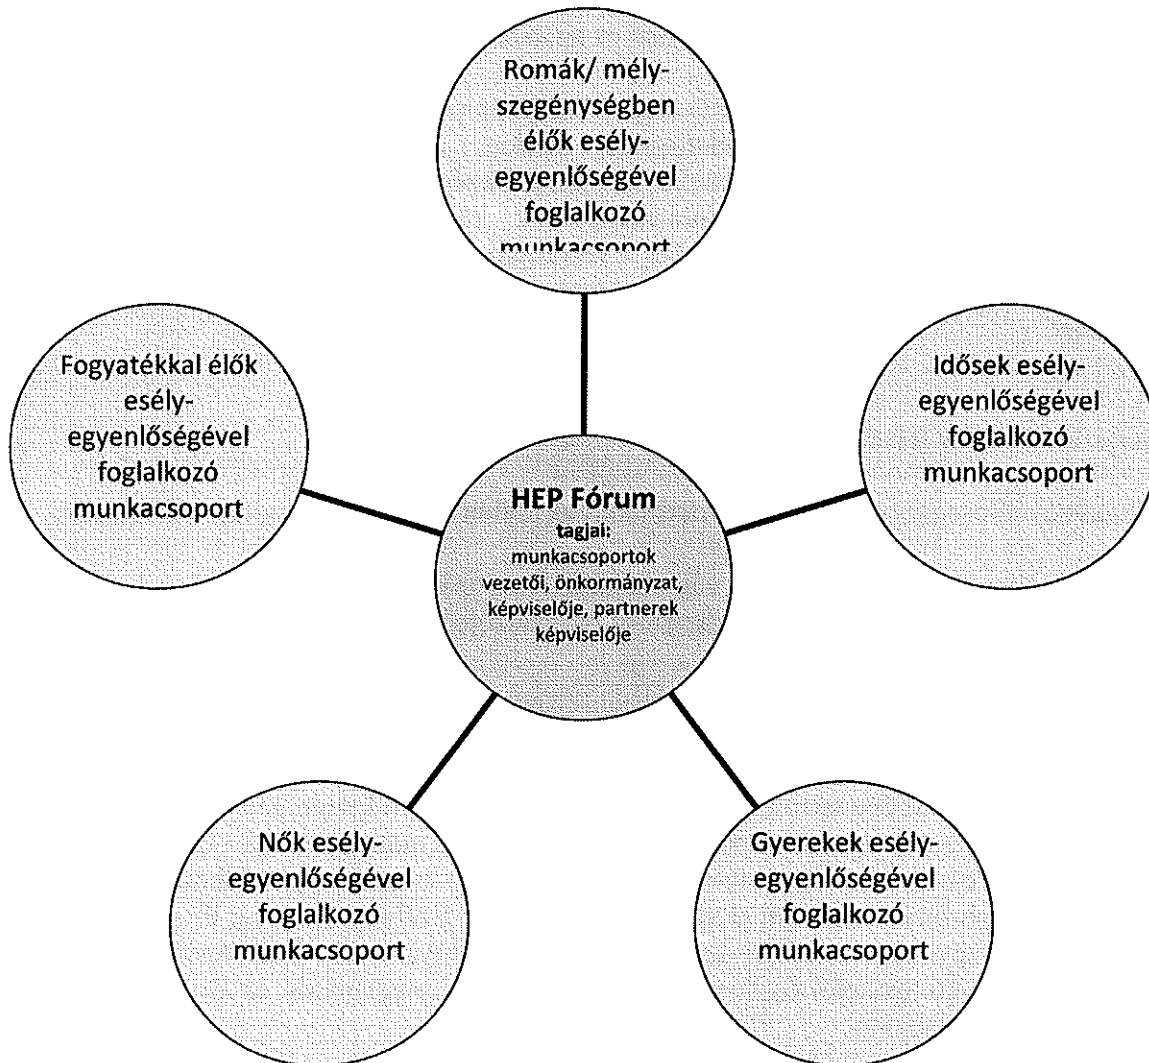 Romák/ mély-
szegénységben
élők esély-
egyenlőségével
foglalkozó
munkacsoport
Fogyatékkal élők
esély-
egyenlőségével
foglalkozó
munkacsoport
Idősek esély-
egyenlőségével
foglalkozó
munkacsoport
HEP Fórum
tagjai:
munkacsoportok
vezetői, önkormányzat,
képviselője, partnerek
képviselője
Nők esély-
egyenlőségével
foglalkozó
munkacsoport
Gyerekek esély-
egyenlőségével
foglalkozó
munkacsoport